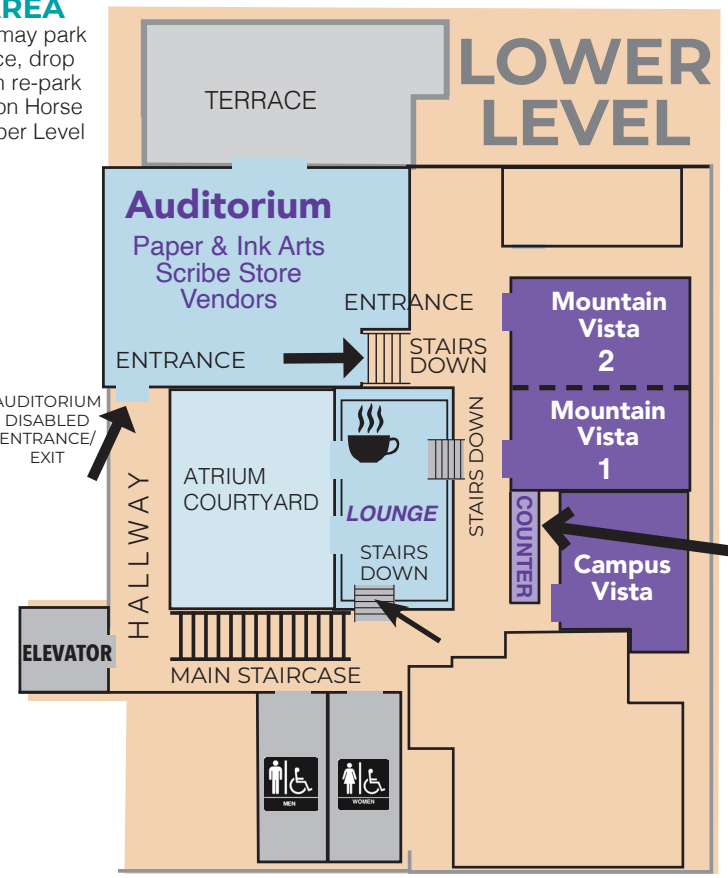 AREA
may park
ce, drop
n re-park
on Horse
per Level
LOWER
LEVEL
TERRACE
Auditorium
Paper & Ink Arts
Scribe Store
Vendors
ENTRANCE
ENTRANCE
STAIRS
DOWN
AUDITORIUM
DISABLED
ENTRANCE/
EXIT
HALLWAY
ATRIUM
COURTYARD
LOUNGE
STAIRS
DOWN
STAIRS DOWN
Mountain
Vista
2
Mountain
Vista
1
COUNTER
Campus
Vista
ELEVATOR
MAIN STAIRCASE
MEN
WOMEN